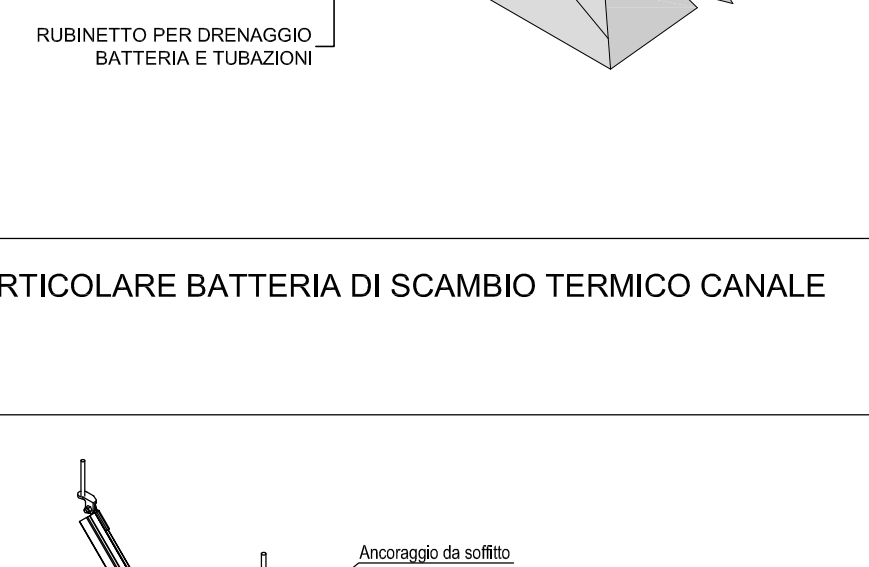 RUBINETTO PER DRENAGGIO
BATTERIA E TUBAZIONI
RTICOLARE BATTERIA DI SCAMBIO TERMICO CANALE
Ancoraggio da soffitto